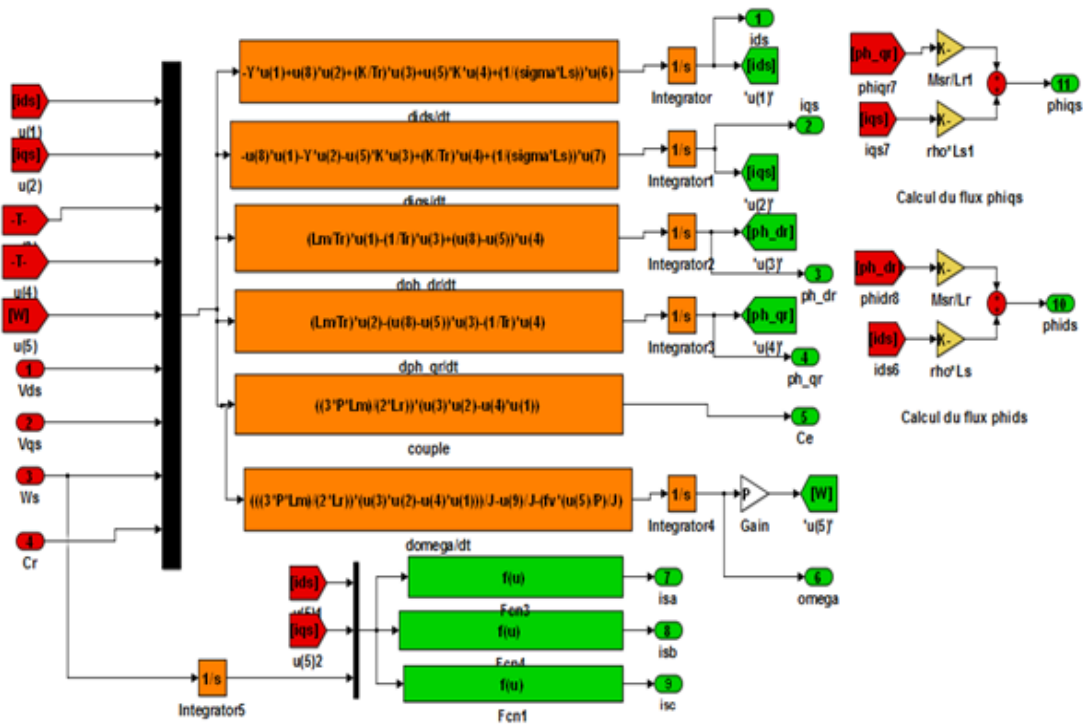 [ids]
u(1)
[iqs]
u(2)
-T-
-T-
u(4)
[W]
u(5)
1
Vds
2
Vqs
3
Ws
4
Cr
-Y*u(1)+u(8)*u(2)+(K/Tr)*u(3)+u(5)*K*u(4)+(1/(sigma*Ls))*u(6)
dids/dt
-u(8)*u(1)-Y*u(2)-u(5)*K*u(3)+(K/Tr)*u(4)+(1/(sigma*Ls))*u(7)
diqs/dt
(Lm/Tr)*u(1)-(1/Tr)*u(3)+(u(8)-u(5))*u(4)
dph_dr/dt
(Lm/Tr)*u(2)-(u(8)-u(5))*u(3)-(1/Tr)*u(4)
dph_qr/dt
((3*P*Lm)/(2*Lr))*(u(3)*u(2)-u(4)*u(1))
couple
(((3*P*Lm)/(2*Lr))*(u(3)*u(2)-u(4)*u(1)))/J-u(9)/J-(fv*(u(5)/P)/J)
domega/dt
1/s
Integrator
1
ids
[ids]
'u(1)'
1/s
Integrator1
iqs
2
[iqs]
'u(2)'
1/s
Integrator2
[ph_dr]
'u(3)'
3
ph_dr
1/s
Integrator3
[ph_qr]
'u(4)'
4
ph_qr
5
Ce
1/s
Integrator4
P
Gain
[W]
'u(5)'
6
omega
[ids]
[iqs]
u(5)2
1/s
Integrator5
f(u)
Fcn3
7
isa
f(u)
Fcn4
8
isb
f(u)
Fcn1
9
isc
[ph_qr]
phiqr7
K-
Msr/Lr1
[iqs]
iqs7
K-
rho*Ls1
11
phiqs
Calcul du flux phiqs
[ph_dr]
phidr8
K-
Msr/Lr
[ids]
ids6
K-
rho*Ls
10
phids
Calcul du flux phids